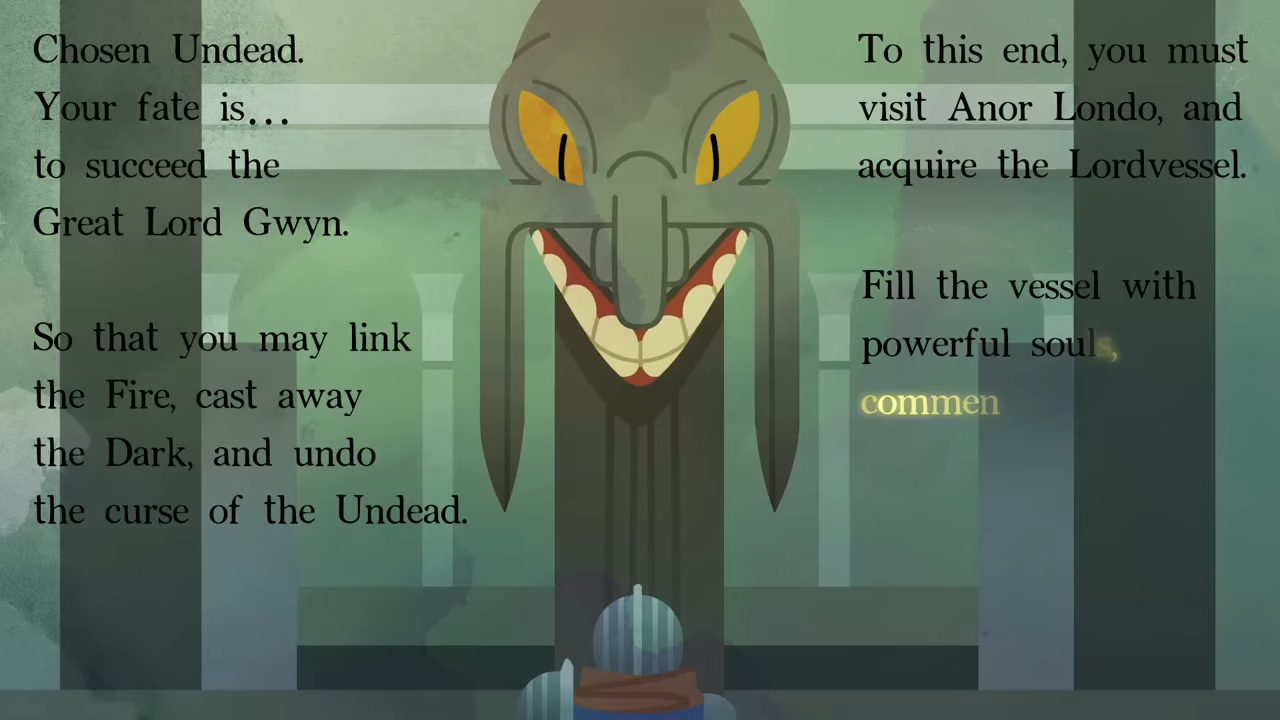 Chosen Undead.
Your fate is...
to succeed the
Great Lord Gwyn.
So that you may link
the Fire, cast away
the Dark, and undo
the curse of the Undead.
To this end, you must
visit Anor Londo, and
acquire the Lordvessel.
Fill the vessel with
powerful souls,
commen